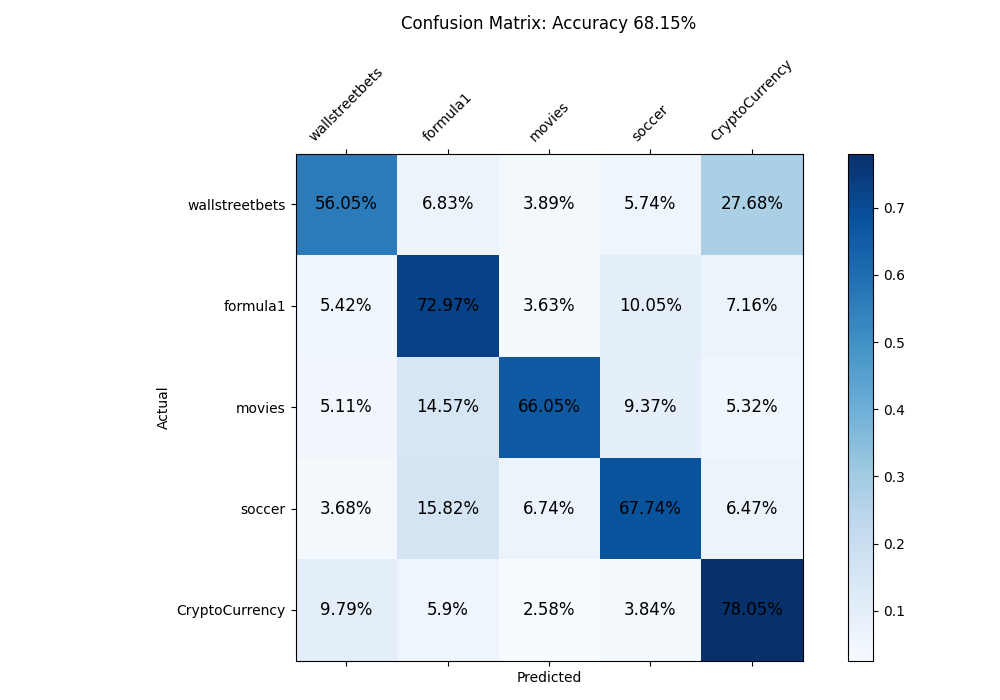 Confusion Matrix: Accuracy 68.15%
wallstreetbets formula1 movies soccer CryptoCurrency
wallstreetbets 56.05% 6.83% 3.89% 5.74% 27.68%
formula1 5.42% 72.97% 3.63% 10.05% 7.16%
movies 5.11% 14.57% 66.05% 9.37% 5.32%
soccer 3.68% 15.82% 6.74% 67.74% 6.47%
CryptoCurrency 9.79% 5.9% 2.58% 3.84% 78.05%
Actual
Predicted
0.7
0.6
0.5
0.4
0.3
0.2
0.1